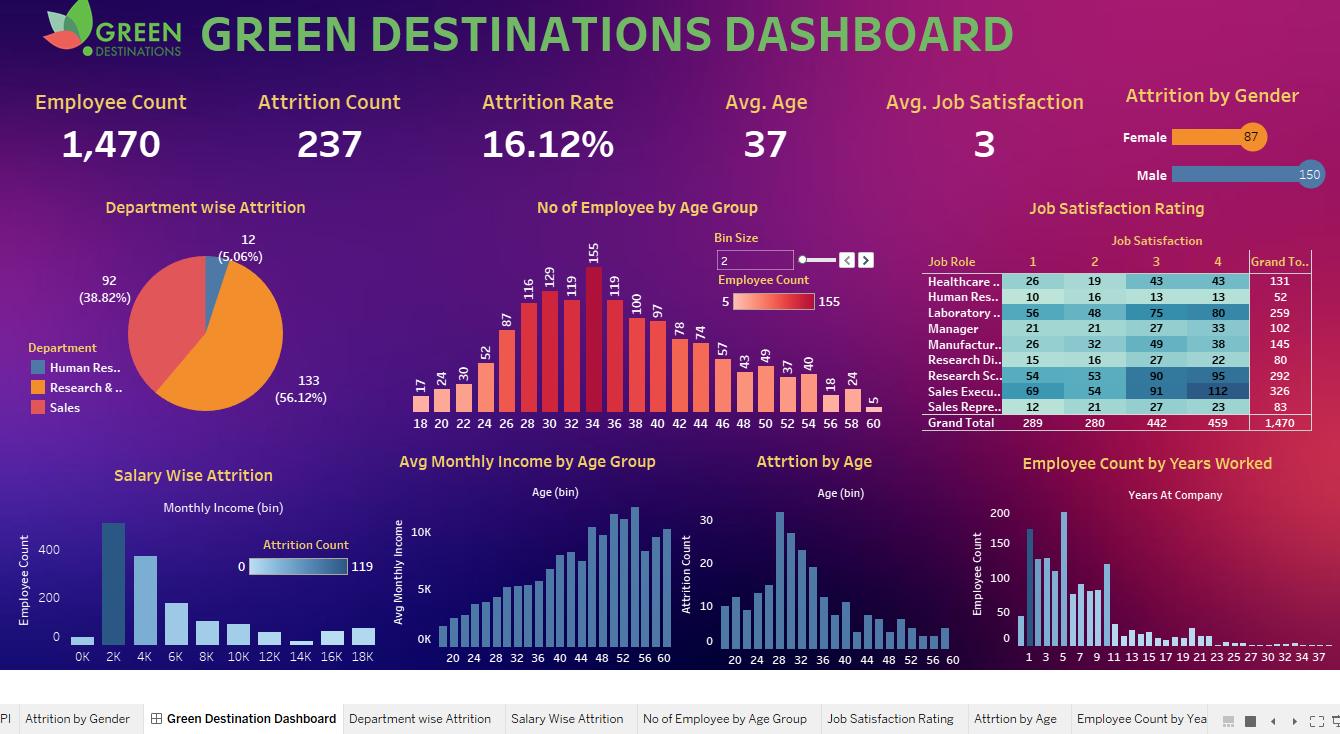 GREEN
DESTINATIONS
GREEN DESTINATIONS DASHBOARD
Employee Count
1,470
Attrition Count
237
Attrition Rate
16.12%
Avg. Age
37
Avg. Job Satisfaction
3
Attrition by Gender
Female 87
Male 150
Department wise Attrition
12
(5.06%)
92
(38.82%)
133
(56.12%)
Department
Human Res..
Research & ..
Sales
No of Employee by Age Group
Bin Size
2
Employee Count
5 155
17 24 30 52 87 116 129 119 155 119 100 97 78 74 57 43 49 37 40 18 24 5
18 20 22 24 26 28 30 32 34 36 38 40 42 44 46 48 50 52 54 56 58 60
Job Satisfaction Rating
Job Satisfaction
Job Role 1 2 3 4 Grand To..
Healthcare .. 26 19 43 43 131
Human Res.. 10 16 13 13 52
Laboratory .. 56 48 75 80 259
Manager 21 21 27 33 102
Manufactur.. 26 32 49 38 145
Research Di.. 15 16 27 22 80
Research Sc.. 54 53 90 95 292
Sales Execu.. 69 54 91 112 326
Sales Repre.. 12 21 27 23 83
Grand Total 289 280 442 459 1,470
Salary Wise Attrition
Monthly Income (bin)
Attrition Count
0 119
Employee Count
400
200
0
0K 2K 4K 6K 8K 10K 12K 14K 16K 18K
Avg Monthly Income by Age Group
Age (bin)
Avg Monthly Income
10K
5K
0K
20 24 28 32 36 40 44 48 52 56 60
Attrtion by Age
Age (bin)
Attrition Count
30
20
10
0
20 24 28 32 36 40 44 48 52 56 60
Employee Count by Years Worked
Years At Company
Employee Count
200
150
100
50
0
1 3 5 7 9 11 13 15 17 19 21 23 25 27 30 32 34 37
PI Attrition by Gender Green Destination Dashboard Department wise Attrition Salary Wise Attrition No of Employee by Age Group Job Satisfaction Rating Attrtion by Age Employee Count by Yea